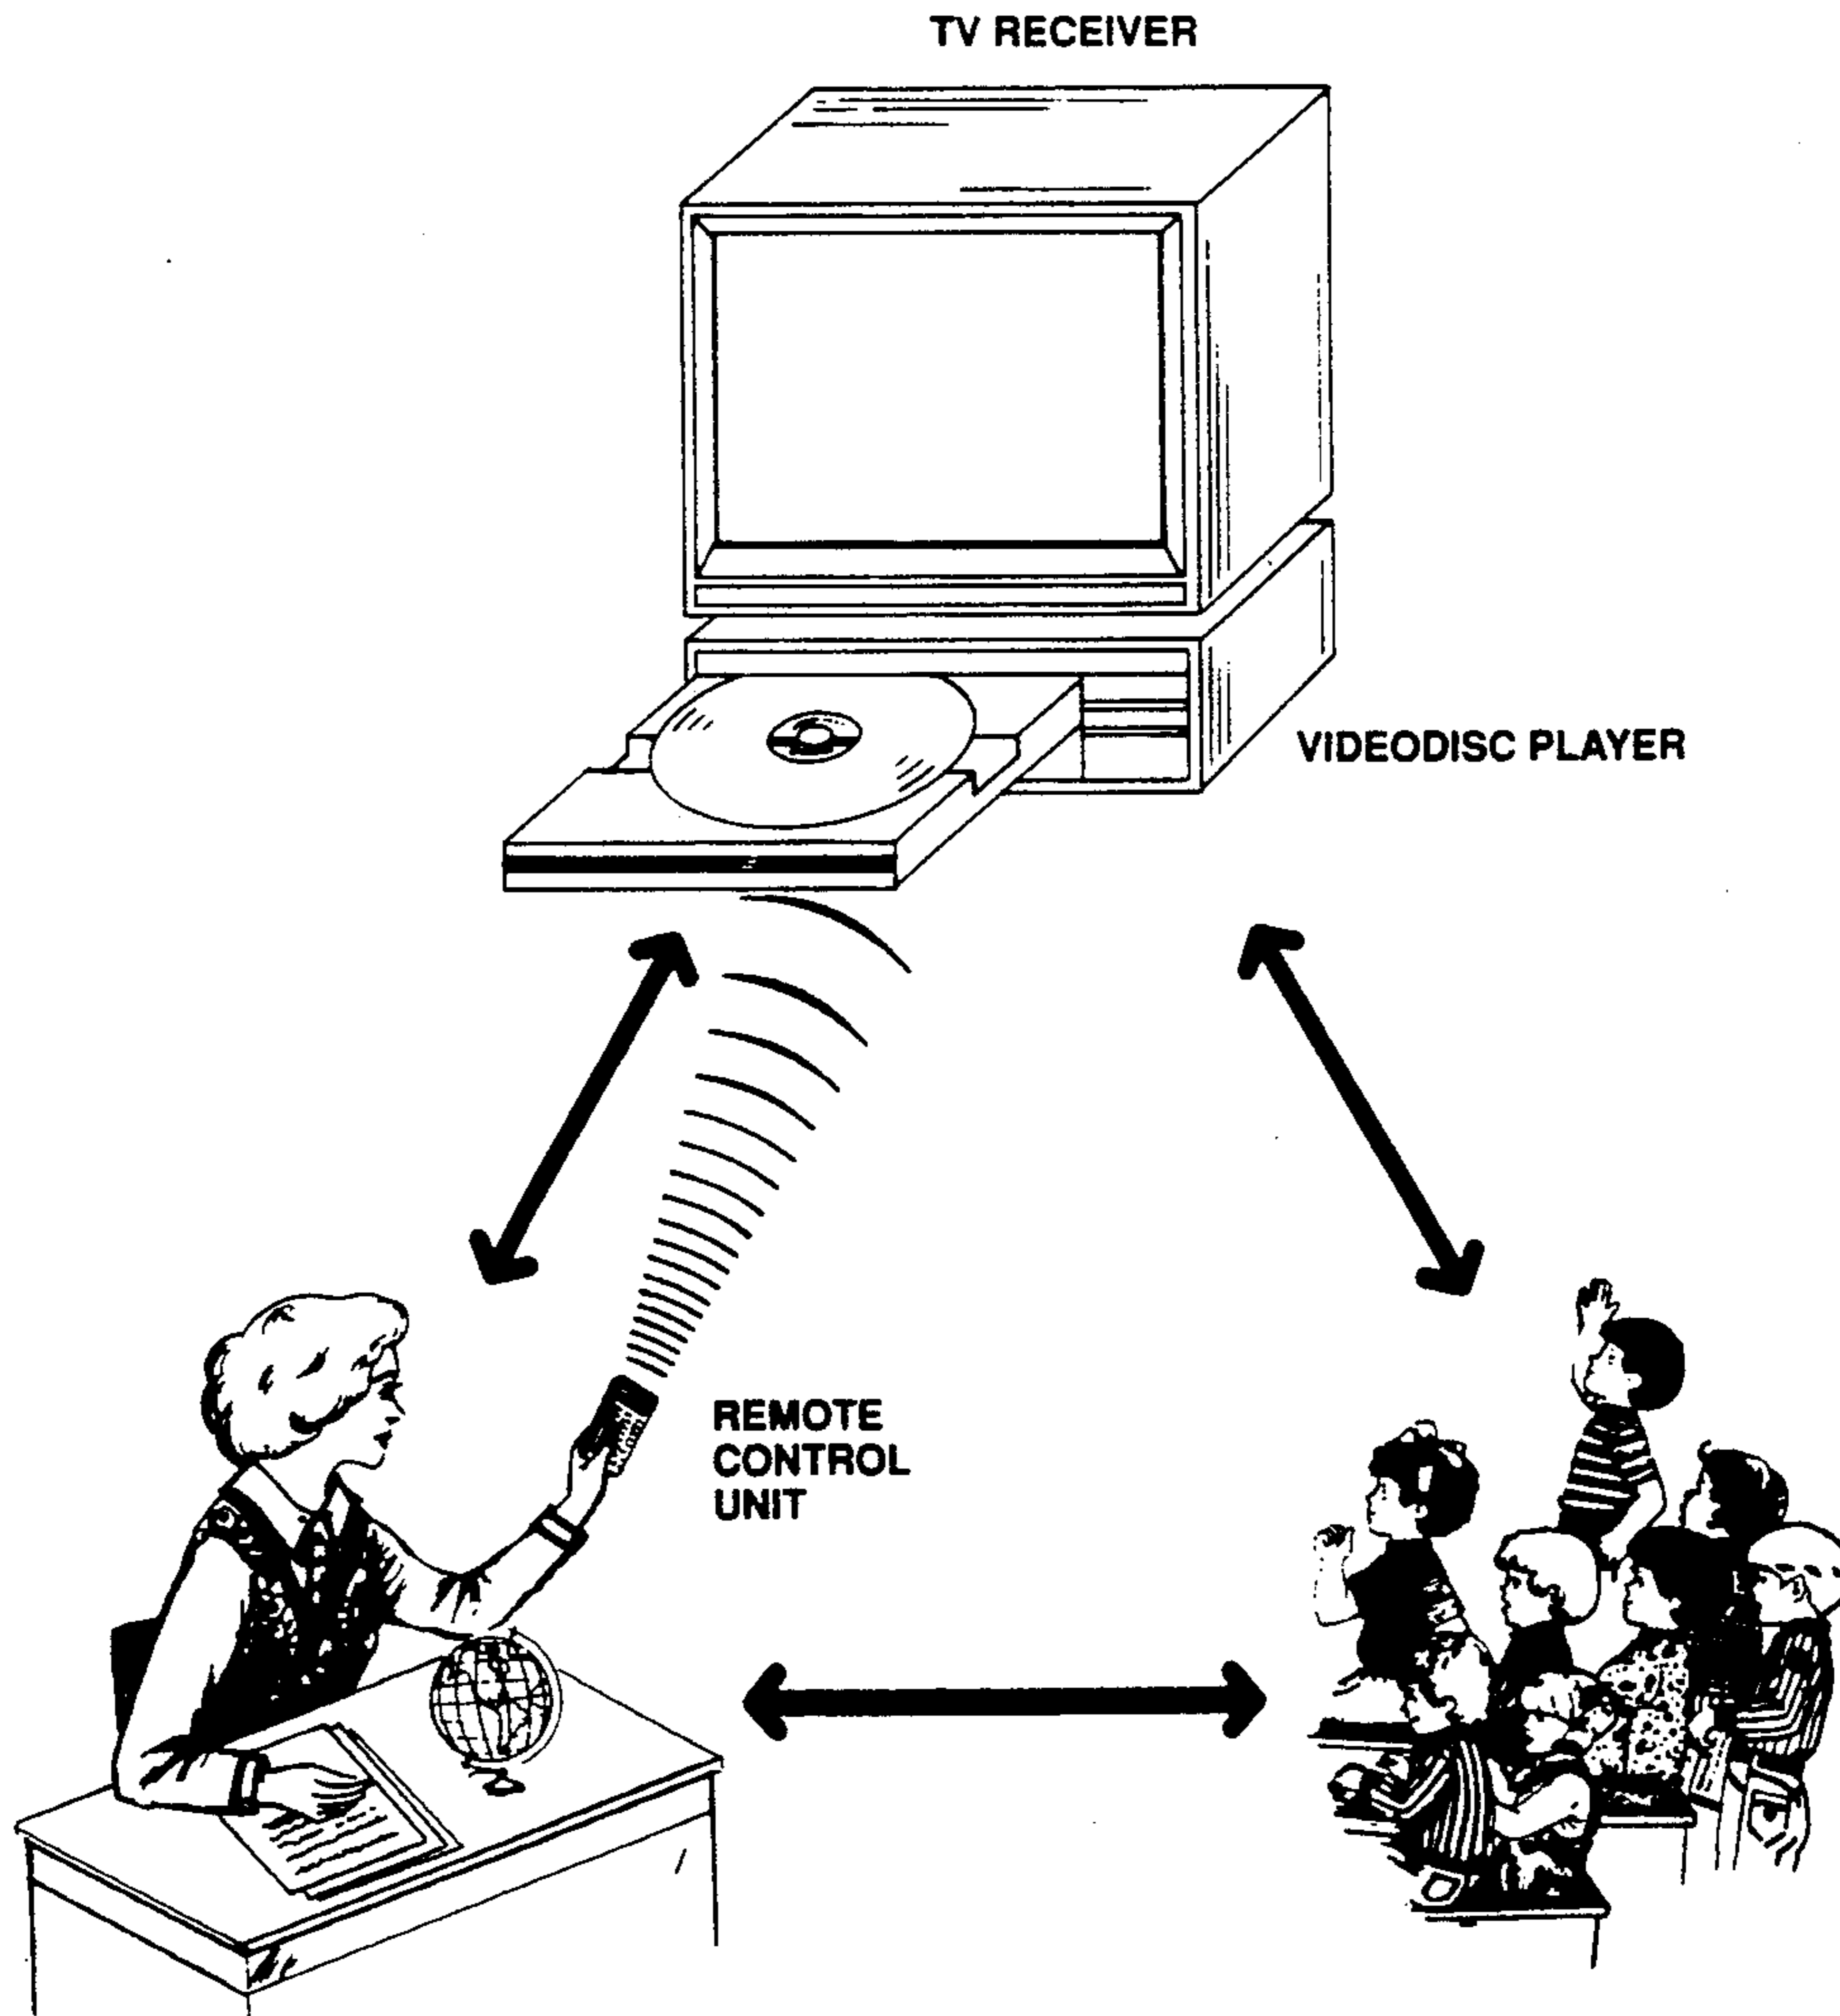 TV RECEIVER
VIDEODISC PLAYER
REMOTE
CONTROL
UNIT